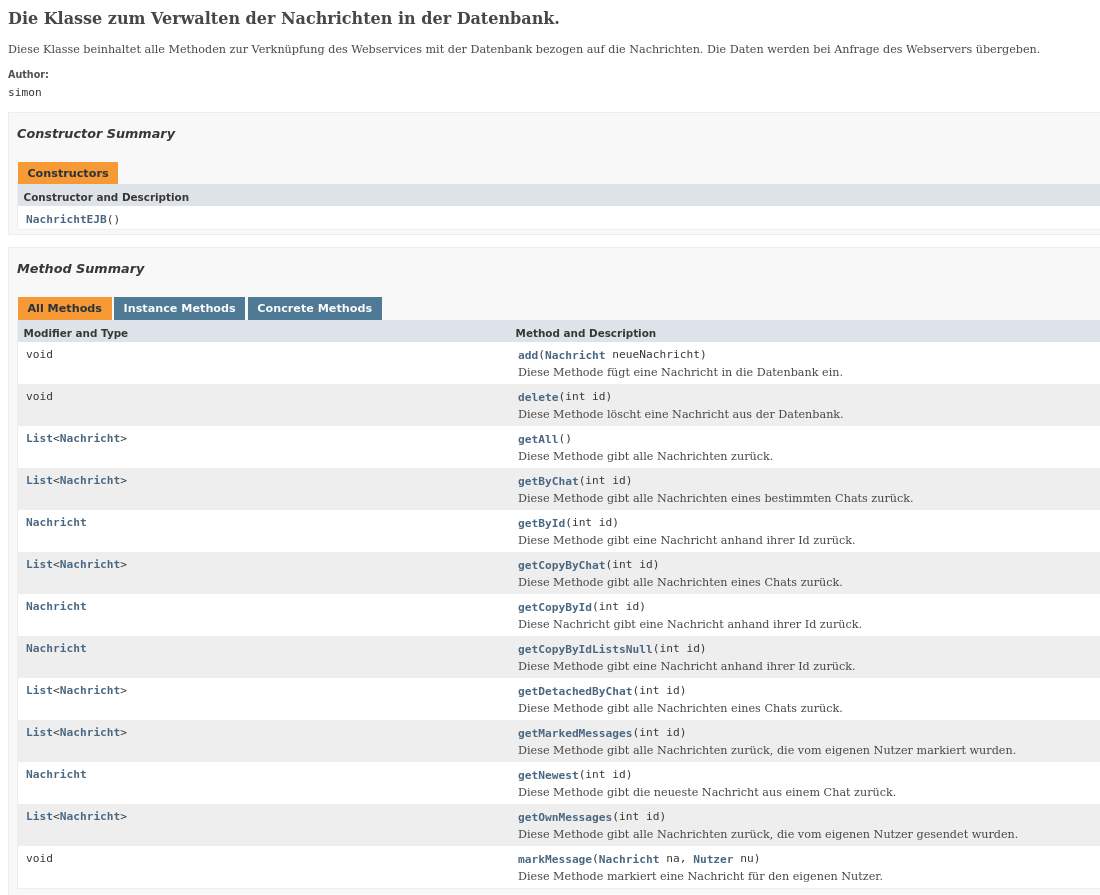 Die Klasse zum Verwalten der Nachrichten in der Datenbank.
Diese Klasse beinhaltet alle Methoden zur Verknüpfung des Webservices mit der Datenbank bezogen auf die Nachrichten. Die Daten werden bei Anfrage des Webservers übergeben.
Author:
simon
Constructor Summary
Constructors
Constructor and Description
NachrichtEJB()
Method Summary
All Methods Instance Methods Concrete Methods
Modifier and Type Method and Description
void add(Nachricht neueNachricht)
Diese Methode fügt eine Nachricht in die Datenbank ein.
void delete(int id)
Diese Methode löscht eine Nachricht aus der Datenbank.
List<Nachricht> getAll()
Diese Methode gibt alle Nachrichten zurück.
List<Nachricht> getByChat(int id)
Diese Methode gibt alle Nachrichten eines bestimmten Chats zurück.
Nachricht getById(int id)
Diese Methode gibt eine Nachricht anhand ihrer Id zurück.
List<Nachricht> getCopyByChat(int id)
Diese Methode gibt alle Nachrichten eines Chats zurück.
Nachricht getCopyById(int id)
Diese Nachricht gibt eine Nachricht anhand ihrer Id zurück.
Nachricht getCopyByIdListsNull(int id)
Diese Methode gibt eine Nachricht anhand ihrer Id zurück.
List<Nachricht> getDetachedByChat(int id)
Diese Methode gibt alle Nachrichten eines Chats zurück.
List<Nachricht> getMarkedMessages(int id)
Diese Methode gibt alle Nachrichten zurück, die vom eigenen Nutzer markiert wurden.
Nachricht getNewest(int id)
Diese Methode gibt die neueste Nachricht aus einem Chat zurück.
List<Nachricht> getOwnMessages(int id)
Diese Methode gibt alle Nachrichten zurück, die vom eigenen Nutzer gesendet wurden.
void markMessage(Nachricht na, Nutzer nu)
Diese Methode markiert eine Nachricht für den eigenen Nutzer.